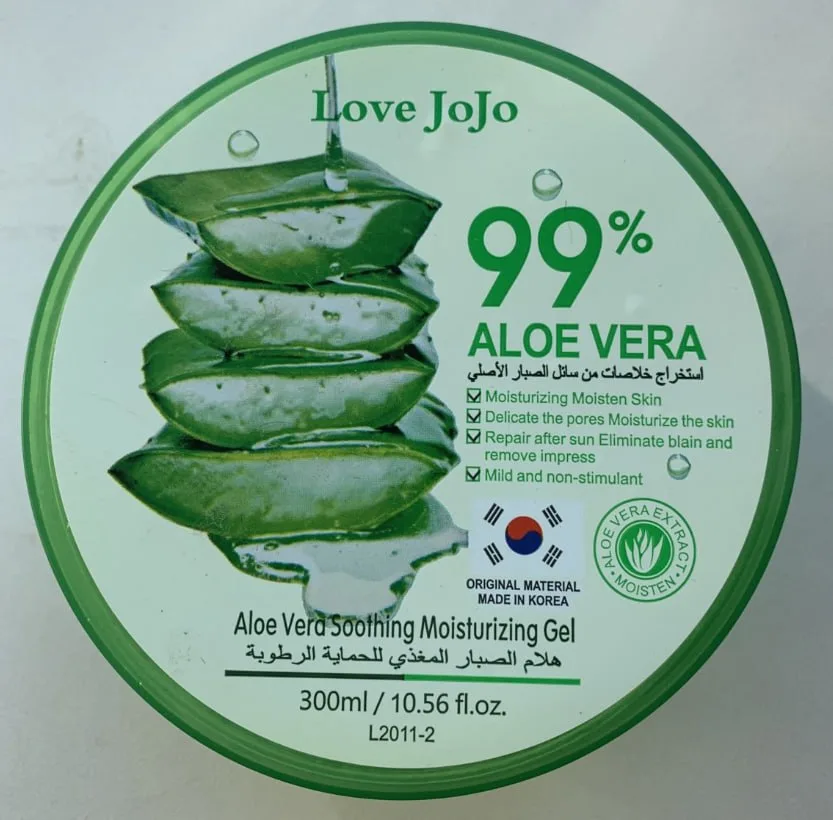 Love JoJo
99%
ALOE VERA
استخراج خلاصات من سائل الصبار الأصلي
Moisturizing Moisten Skin
Delicate the pores Moisturize the skin
Repair after sun Eliminate blain and
remove impress
Mild and non-stimulant
ORIGINAL MATERIAL
MADE IN KOREA
ALOE VERA EXTRACT
MOISTEN
Aloe Vera Soothing Moisturizing Gel
هلام الصبار المغذي للحماية الرطوبة
300ml / 10.56 fl.oz.
L2011-2